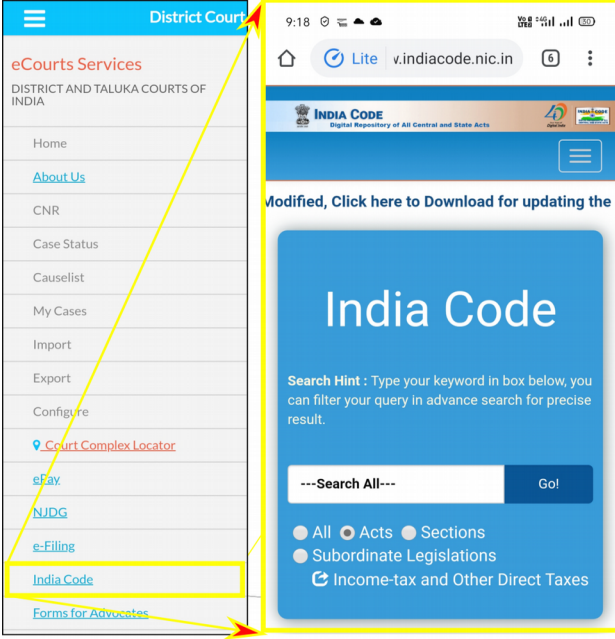 District Court
eCourts Services
DISTRICT AND TALUKA COURTS OF
INDIA
Home
About Us
CNR
Case Status
Causelist
My Cases
Import
Export
Configure
Court Complex Locator
ePay
NJDG
e-Filing
India Code
Forms for Advocates
9:18
30
Lite
v.indiacode.nic.in
6
INDIA CODE
Digital Repository of All Central and State Acts
Modified, Click here to Download for updating the
India Code
Search Hint : Type your keyword in box below, you
can filter your query in advance search for precise
result.
---Search All---
Go!
All Acts Sections
Subordinate Legislations
Income-tax and Other Direct Taxes